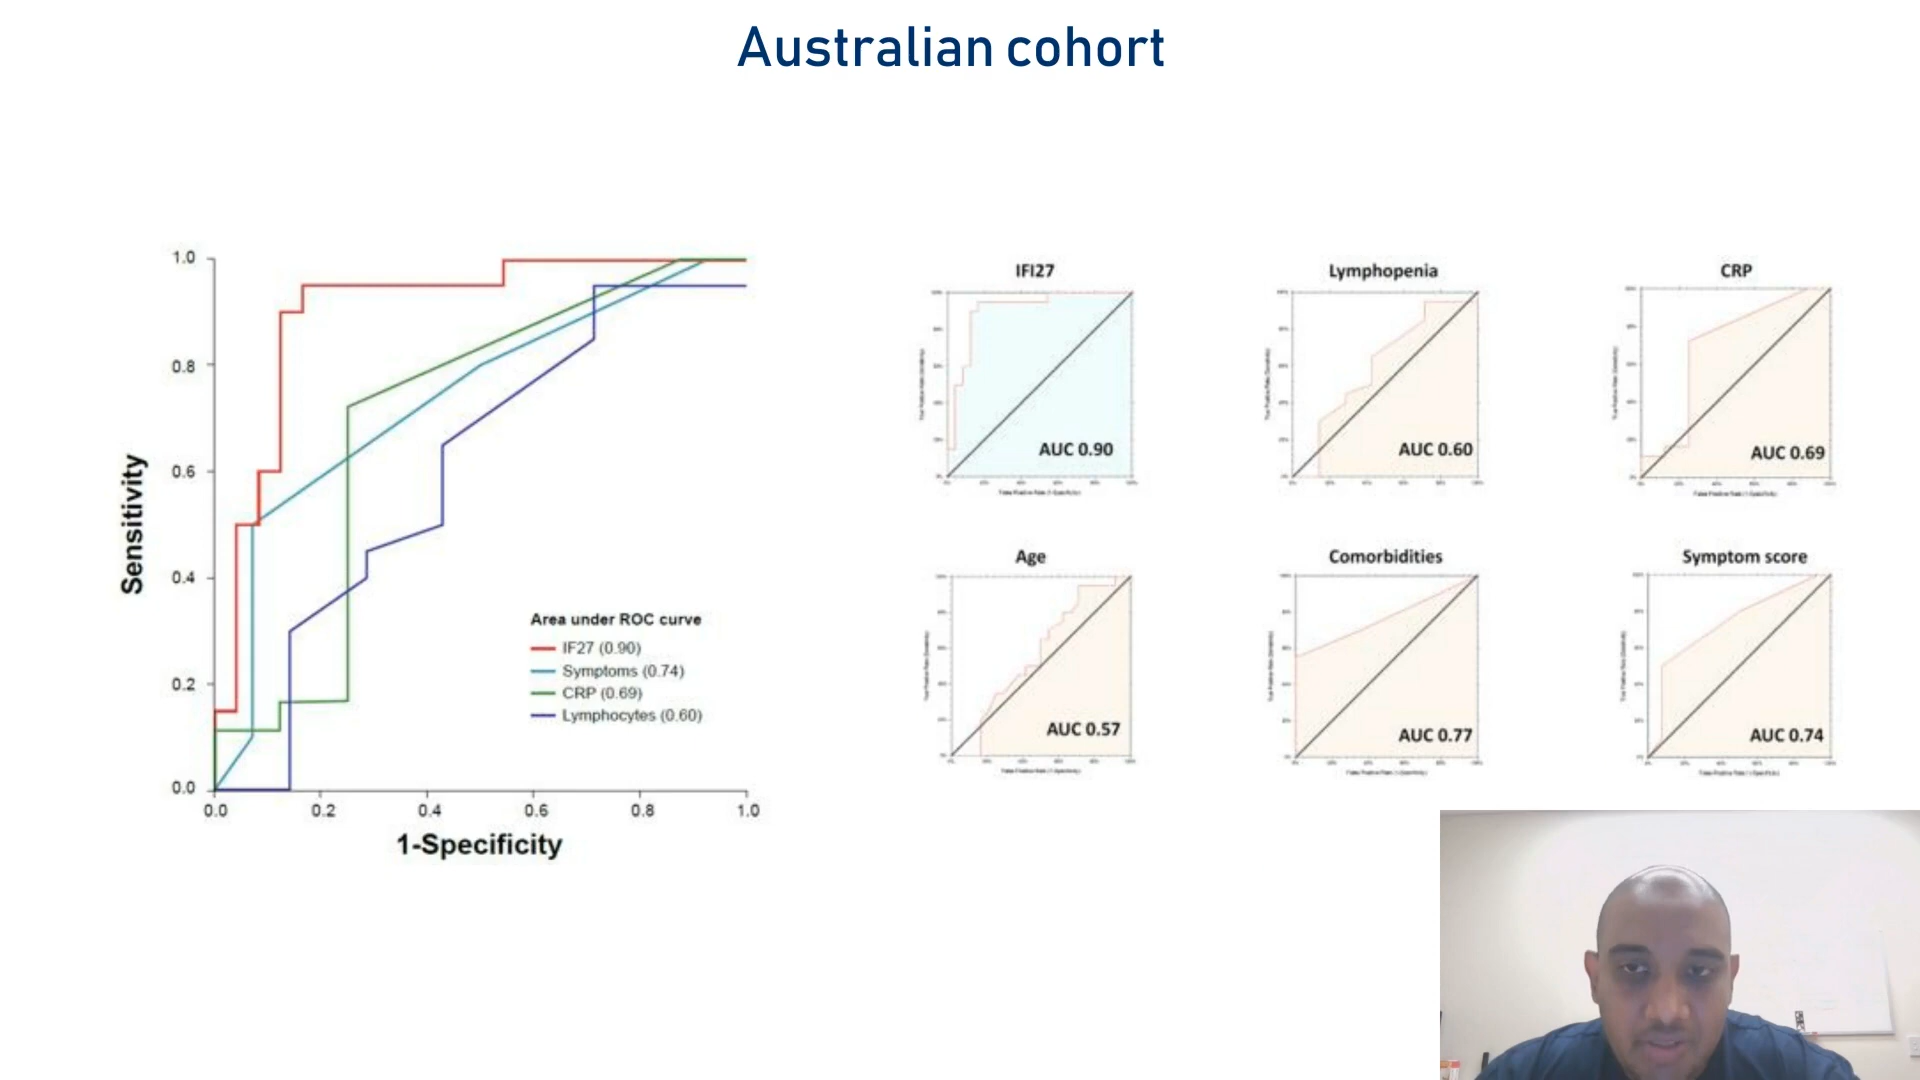 Australian cohort
1.0
0.8
0.6
0.4
0.2
0.0
0.0 0.2 0.4 0.6 0.8 1.0
Sensitivity
1-Specificity
Area under ROC curve
IF27 (0.90)
Symptoms (0.74)
CRP (0.69)
Lymphocytes (0.60)
IFI27
AUC 0.90
Lymphopenia
AUC 0.60
CRP
AUC 0.69
Age
AUC 0.57
Comorbidities
AUC 0.77
Symptom score
AUC 0.74